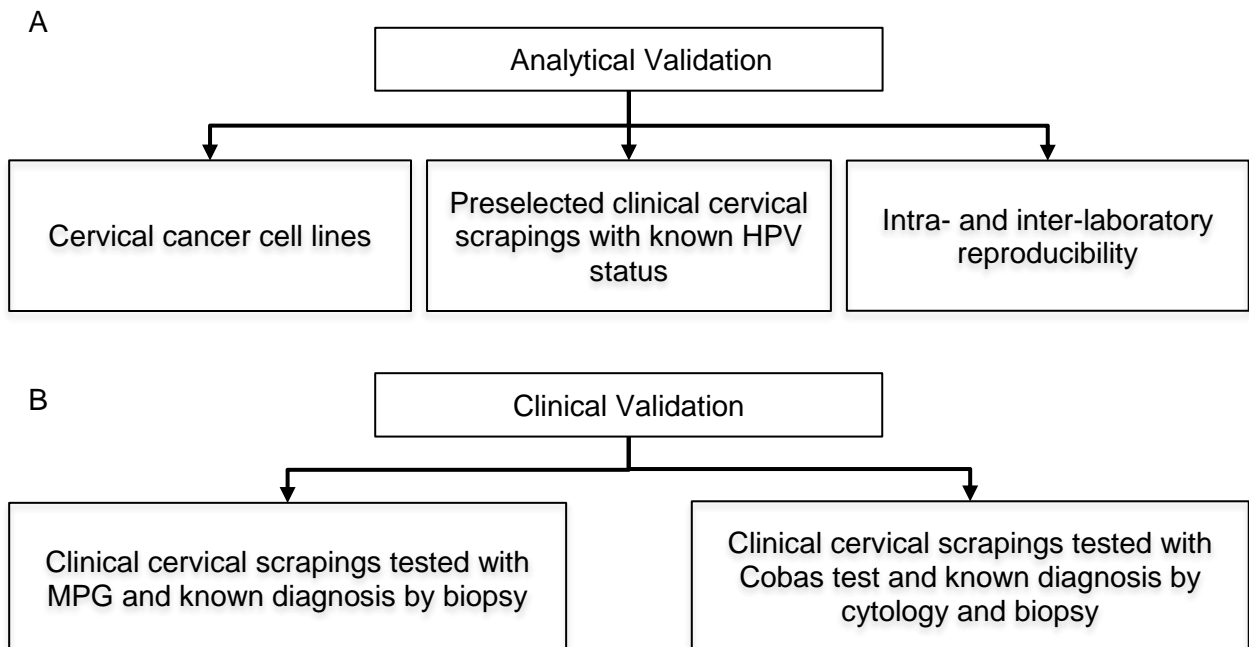 A
Analytical Validation
Cervical cancer cell lines
Preselected clinical cervical
scrapings with known HPV
status
Intra- and inter-laboratory
reproducibility
B
Clinical Validation
Clinical cervical scrapings tested with
MPG and known diagnosis by biopsy
Clinical cervical scrapings tested with
Cobas test and known diagnosis by
cytology and biopsy